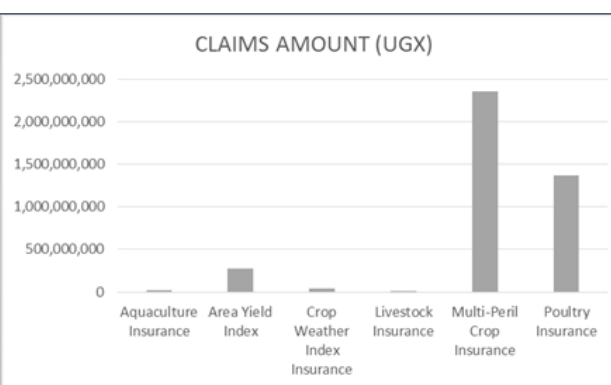 CLAIMS AMOUNT (UGX)
2,500,000,000
2,000,000,000
1,500,000,000
1,000,000,000
500,000,000
0
Aquaculture Area Yield Crop Livestock Multi-Peril Poultry
Insurance Index Weather Insurance Crop Insurance
Index Insurance
Insurance